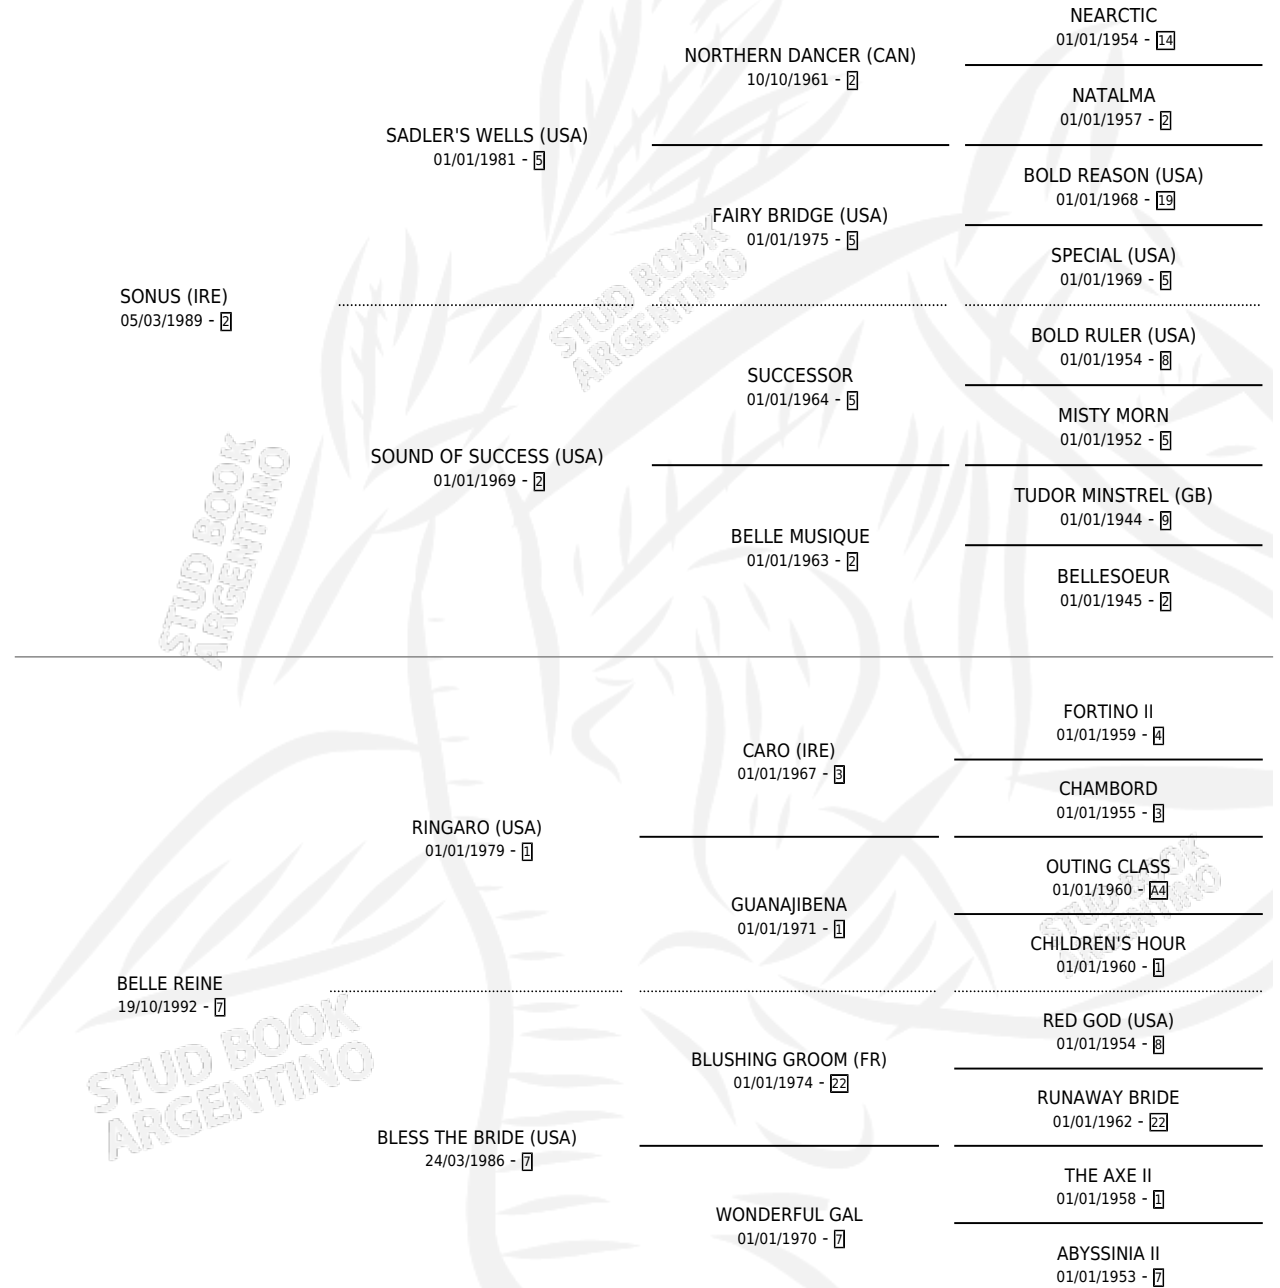 NEARCTIC
01/01/1954 - 14
NORTHERN DANCER (CAN)
10/10/1961 - 2
NATALMA
01/01/1957 - 2
SADLER'S WELLS (USA)
01/01/1981 - 5
BOLD REASON (USA)
01/01/1968 - 19
FAIRY BRIDGE (USA)
01/01/1975 - 5
SPECIAL (USA)
01/01/1969 - 5
SONUS (IRE)
05/03/1989 - 2
STUD BOOK
ARGENTINO
BOLD RULER (USA)
01/01/1954 - 8
SUCCESSOR
01/01/1964 - 5
MISTY MORN
01/01/1952 - 5
SOUND OF SUCCESS (USA)
01/01/1969 - 2
TUDOR MINSTREL (GB)
01/01/1944 - 9
BELLE MUSIQUE
01/01/1963 - 2
BELLESOEUR
01/01/1945 - 2
STUD BOOK
ARGENTINO
FORTINO II
01/01/1959 - 4
CARO (IRE)
01/01/1967 - 3
CHAMBORD
01/01/1955 - 3
RINGARO (USA)
01/01/1979 - 1
OUTING CLASS
01/01/1960 - A4
GUANAJIBENA
01/01/1971 - 1
STUD BOOK
ARGENTINO
CHILDREN'S HOUR
01/01/1960 - 1
BELLE REINE
19/10/1992 - 7
RED GOD (USA)
01/01/1954 - 8
BLUSHING GROOM (FR)
01/01/1974 - 22
RUNAWAY BRIDE
01/01/1962 - 22
STUD BOOK
ARGENTINO
BLESS THE BRIDE (USA)
24/03/1986 - 7
THE AXE II
01/01/1958 - 1
WONDERFUL GAL
01/01/1970 - 7
ABYSSINIA II
01/01/1953 - 7